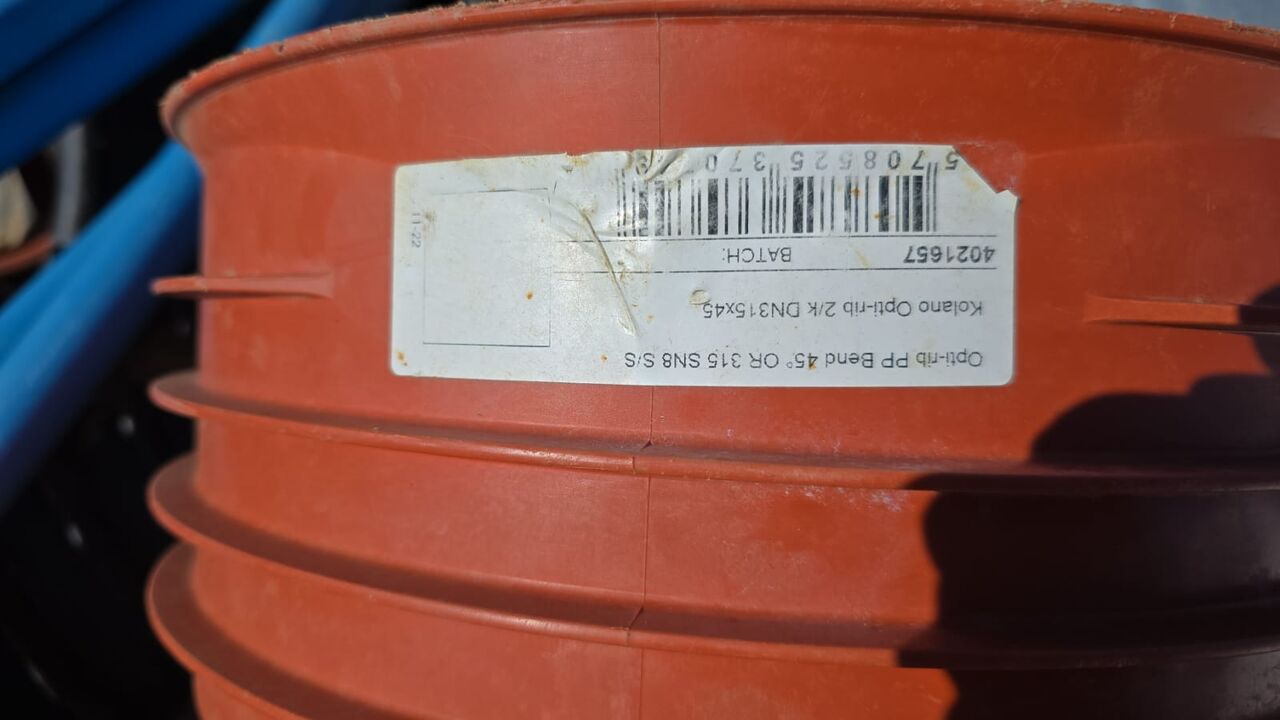 Opti-rib PP Bend 45° OR 315 SN8 S/S
Kolano Opti-rib 2/k DN315x45
4021657 BATCH:
5 708525 370
11-22